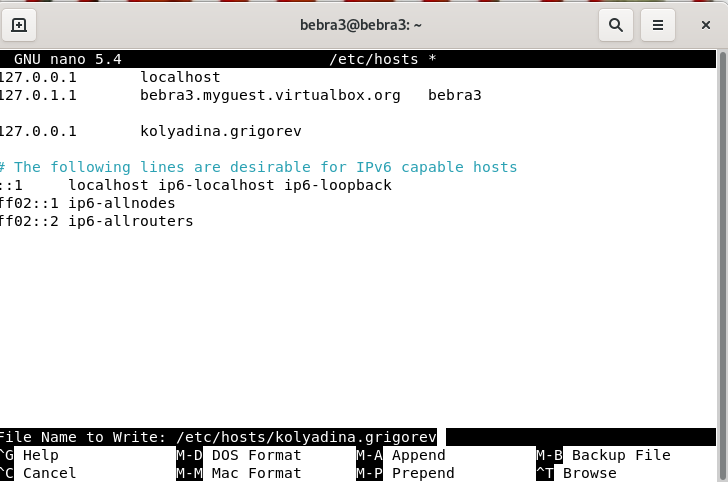 bebra3@bebra3: ~
GNU nano 5.4 /etc/hosts *
127.0.0.1 localhost
127.0.1.1 bebra3.myguest.virtualbox.org bebra3
127.0.0.1 kolyadina.grigorev
# The following lines are desirable for IPv6 capable hosts
::1 localhost ip6-localhost ip6-loopback
ff02::1 ip6-allnodes
ff02::2 ip6-allrouters
File Name to Write: /etc/hosts/kolyadina.grigorev
^G Help M-D DOS Format M-A Append M-B Backup File
^C Cancel M-M Mac Format M-P Prepend ^T Browse